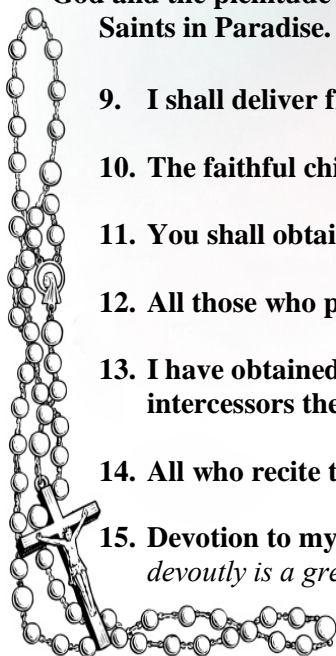 God and the plenitude
Saints in Paradise.
9. I shall deliver f
10. The faithful chi
11. You shall obtai
12. All those who p
13. I have obtained
intercessors the
14. All who recite t
15. Devotion to my
devoutly is a gre